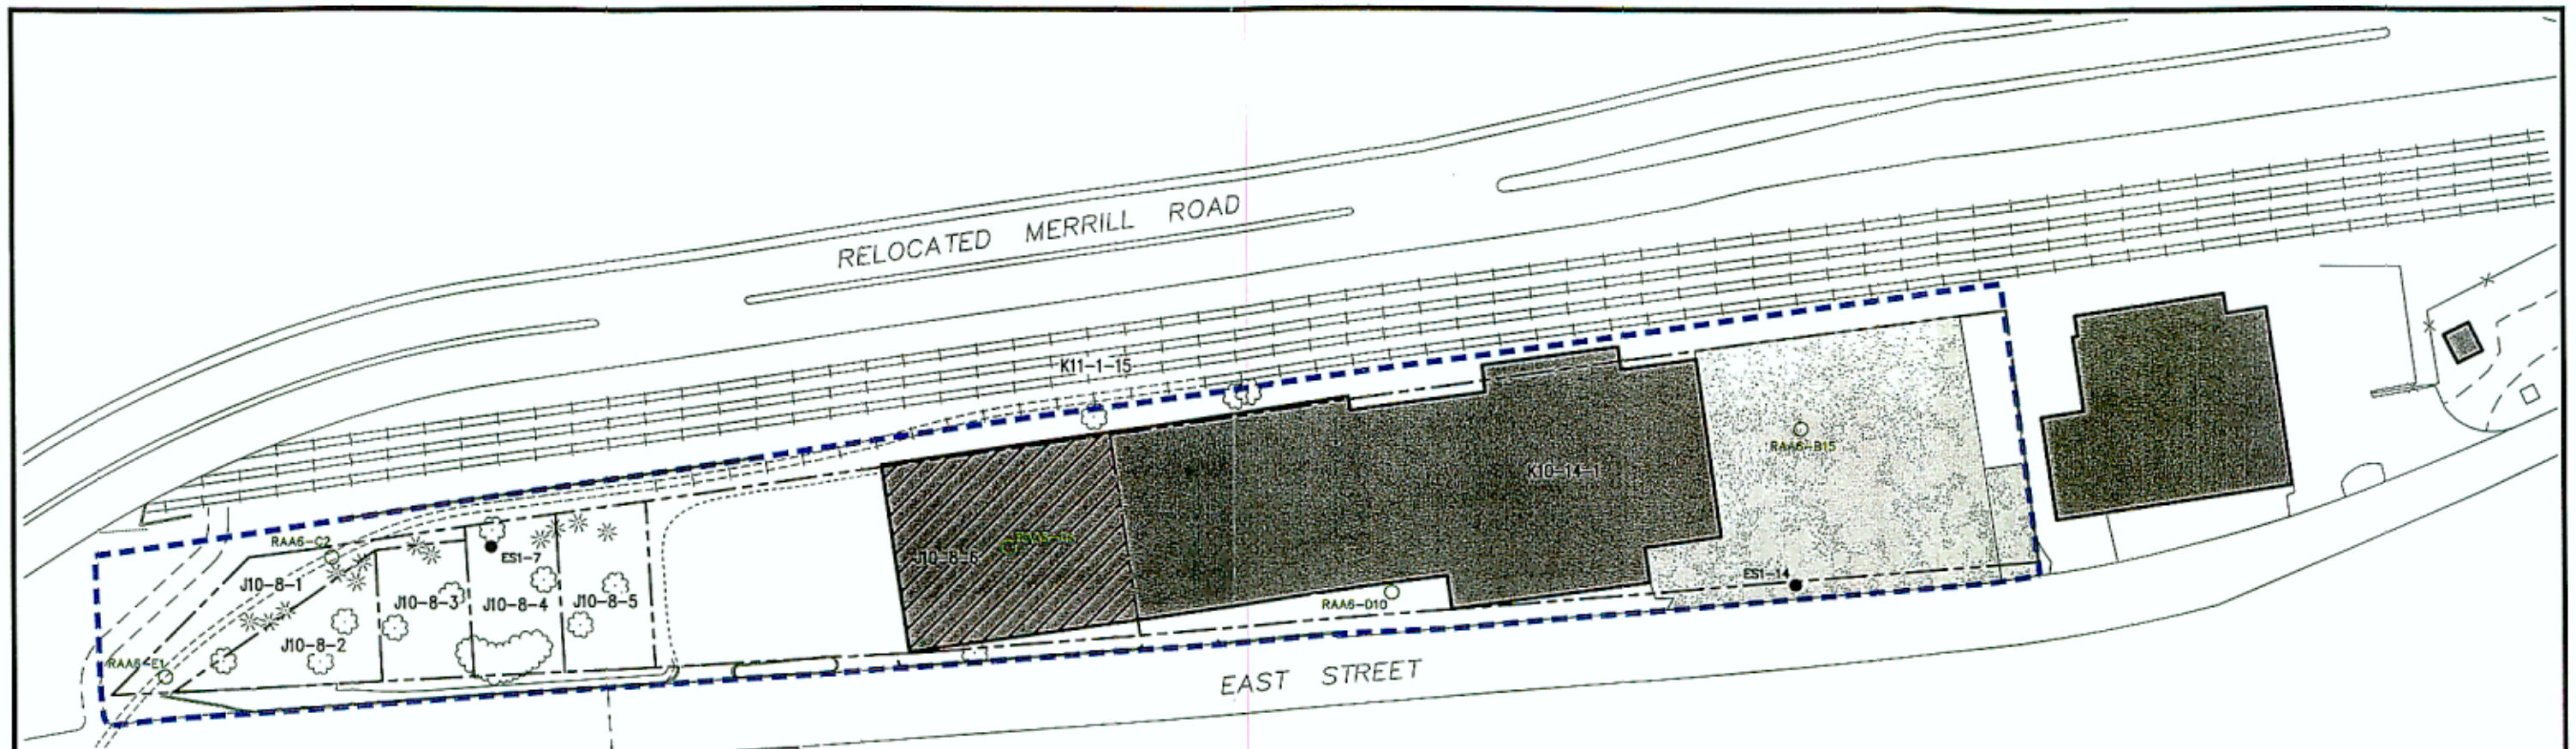 RELOCATED MERRILL ROAD
K11-1-15
RAA6-B15
K10-14-1
RAA6-C2
ES1-7
J10-8-6
J10-8-1
ES1-14
J10-8-3
J10-8-4
J10-8-5
RAA6-D10
J10-8-2
RAA6-E1
EAST STREET